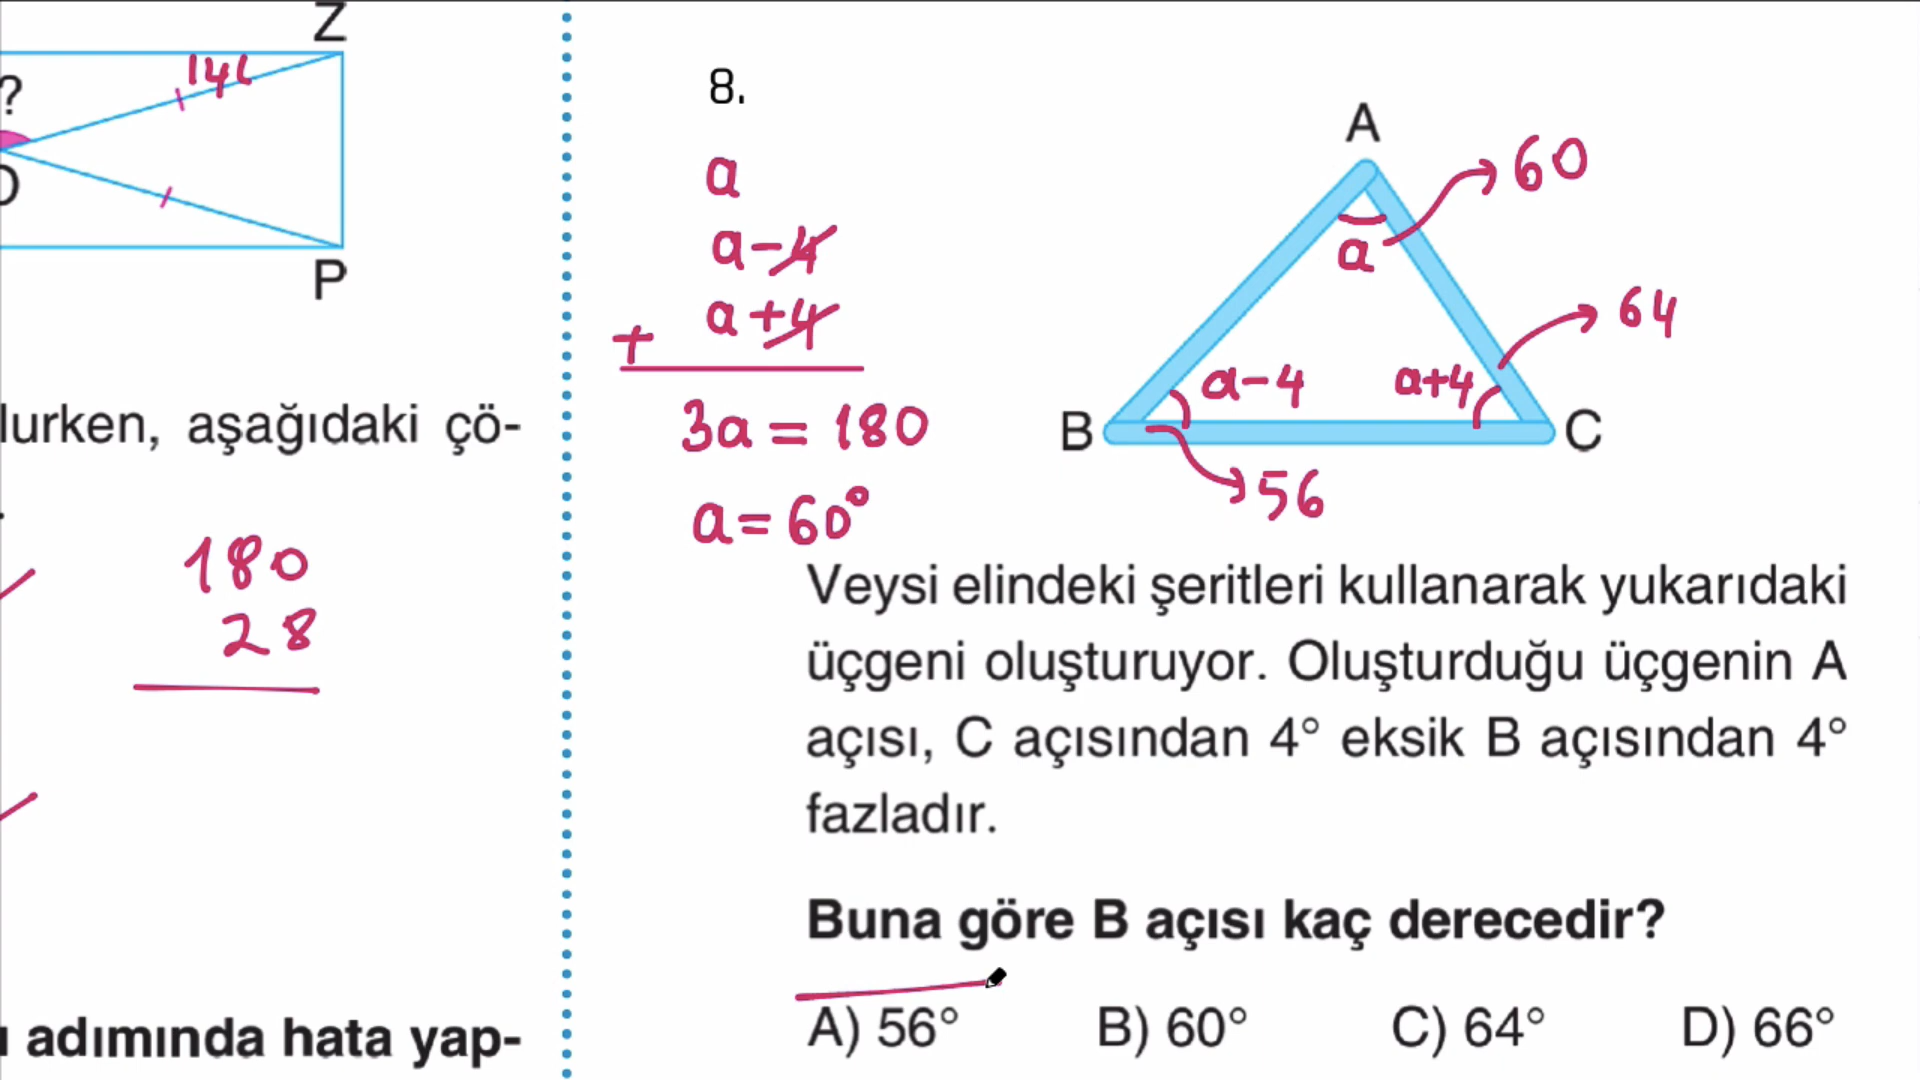 Z
14
?
P
lurken, aşağıdaki çö-
180
28
ı adımında hata yap-
8.
a
a-4
+ a+4
3a = 180
a = 60°
A
60
a
64
a-4
a+4
B
C
56
Veysi elindeki şeritleri kullanarak yukarıdaki
üçgeni oluşturuyor. Oluşturduğu üçgenin A
açısı, C açısından 4° eksik B açısından 4°
fazladır.
Buna göre B açısı kaç derecedir?
A) 56° B) 60° C) 64° D) 66°